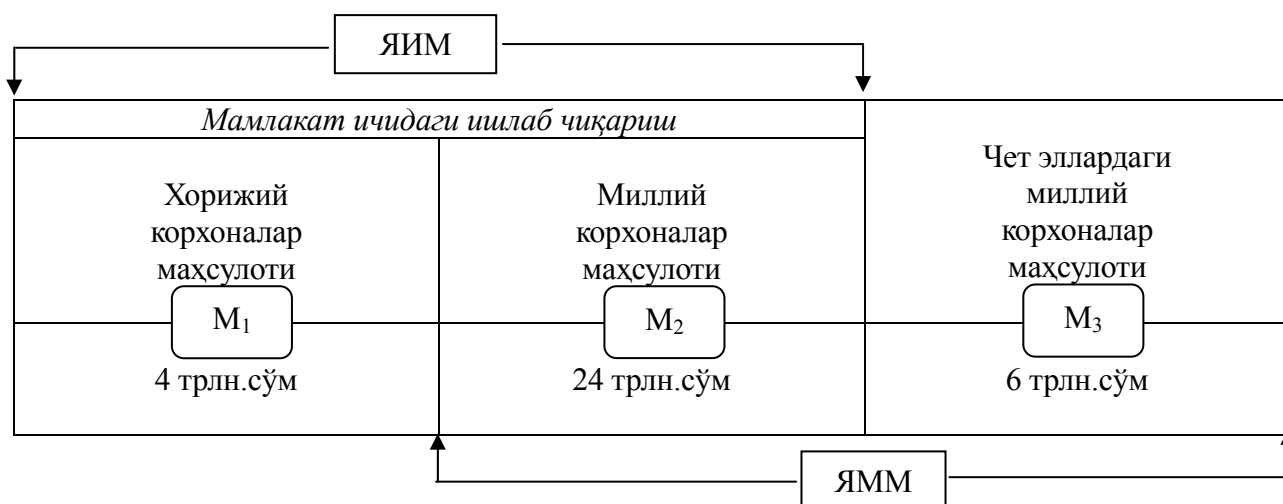 ЯИМ
Мамлакат ичидаги ишлаб чиқариш
Хорижий
корхоналар
маҳсулоти
M₁
4 трлн.сўм
Миллий
корхоналар
маҳсулоти
M₂
24 трлн.сўм
Чет эллардаги
миллий
корхоналар
маҳсулоти
M₃
6 трлн.сўм
ЯММ